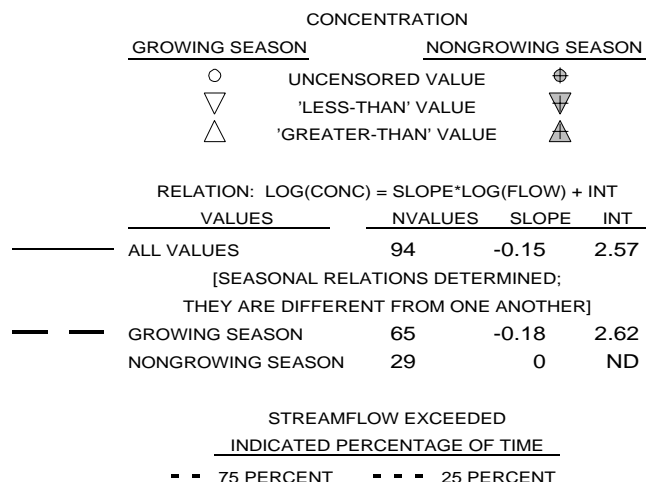 CONCENTRATION
GROWING SEASON NONGROWING SEASON
UNCENSORED VALUE
'LESS-THAN' VALUE
'GREATER-THAN' VALUE
RELATION: LOG(CONC) = SLOPE*LOG(FLOW) + INT
VALUES NVALUES SLOPE INT
ALL VALUES 94 -0.15 2.57
[SEASONAL RELATIONS DETERMINED;
THEY ARE DIFFERENT FROM ONE ANOTHER]
GROWING SEASON 65 -0.18 2.62
NONGROWING SEASON 29 0 ND
STREAMFLOW EXCEEDED
INDICATED PERCENTAGE OF TIME
75 PERCENT 25 PERCENT